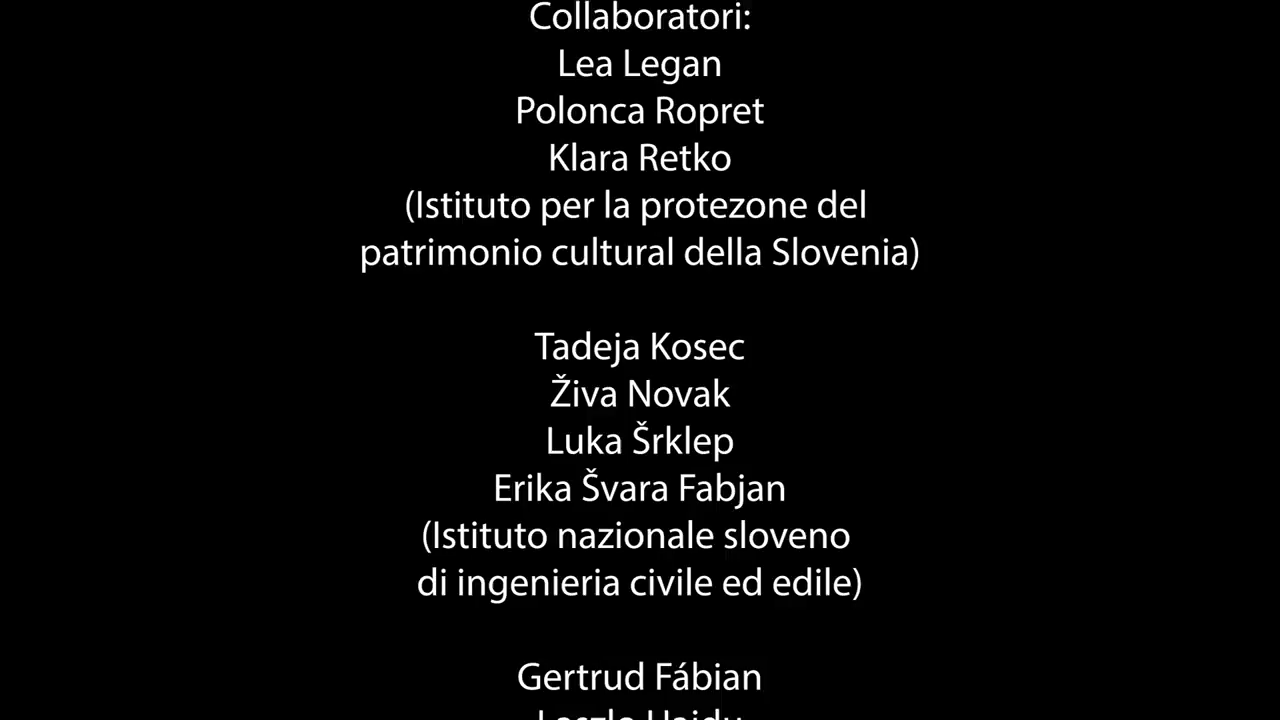 Collaboratori:
Lea Legan
Polonca Ropret
Klara Retko
(Istituto per la protezone del
patrimonio cultural della Slovenia)
Tadeja Kosec
Živa Novak
Luka Šrklep
Erika Švara Fabjan
(Istituto nazionale sloveno
di ingenieria civile ed edile)
Gertrud Fábian